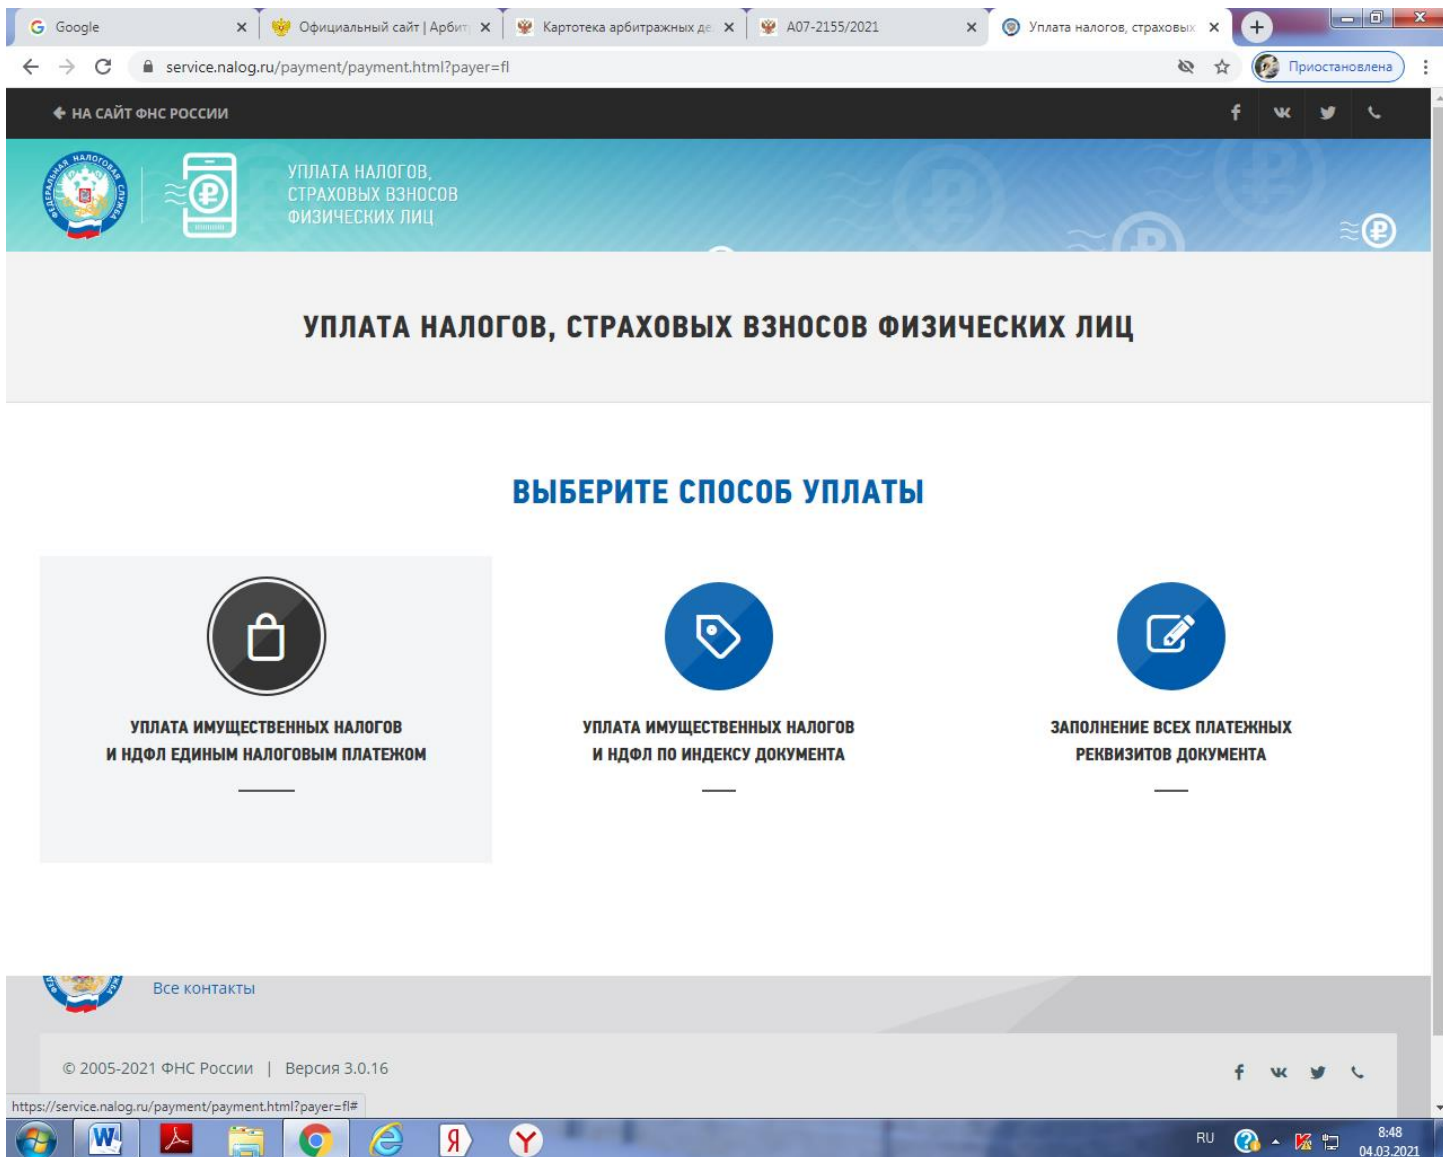 Google
Официальный сайт | Арбит
Картотека арбитражных де
А07-2155/2021
Уплата налогов, страховых
service.nalog.ru/payment/payment.html?payer=fl
Приостановлена
НА САЙТ ФНС РОССИИ
ФЕДЕРАЛЬНАЯ НАЛОГОВАЯ СЛУЖБА
УПЛАТА НАЛОГОВ,
СТРАХОВЫХ ВЗНОСОВ
ФИЗИЧЕСКИХ ЛИЦ
УПЛАТА НАЛОГОВ, СТРАХОВЫХ ВЗНОСОВ ФИЗИЧЕСКИХ ЛИЦ
ВЫБЕРИТЕ СПОСОБ УПЛАТЫ
УПЛАТА ИМУЩЕСТВЕННЫХ НАЛОГОВ
И НДФЛ ЕДИНЫМ НАЛОГОВЫМ ПЛАТЕЖОМ
УПЛАТА ИМУЩЕСТВЕННЫХ НАЛОГОВ
И НДФЛ ПО ИНДЕКСУ ДОКУМЕНТА
ЗАПОЛНЕНИЕ ВСЕХ ПЛАТЕЖНЫХ
РЕКВИЗИТОВ ДОКУМЕНТА
Все контакты
© 2005-2021 ФНС России | Версия 3.0.16
https://service.nalog.ru/payment/payment.html?payer=fl#
RU
8:48
04.03.2021